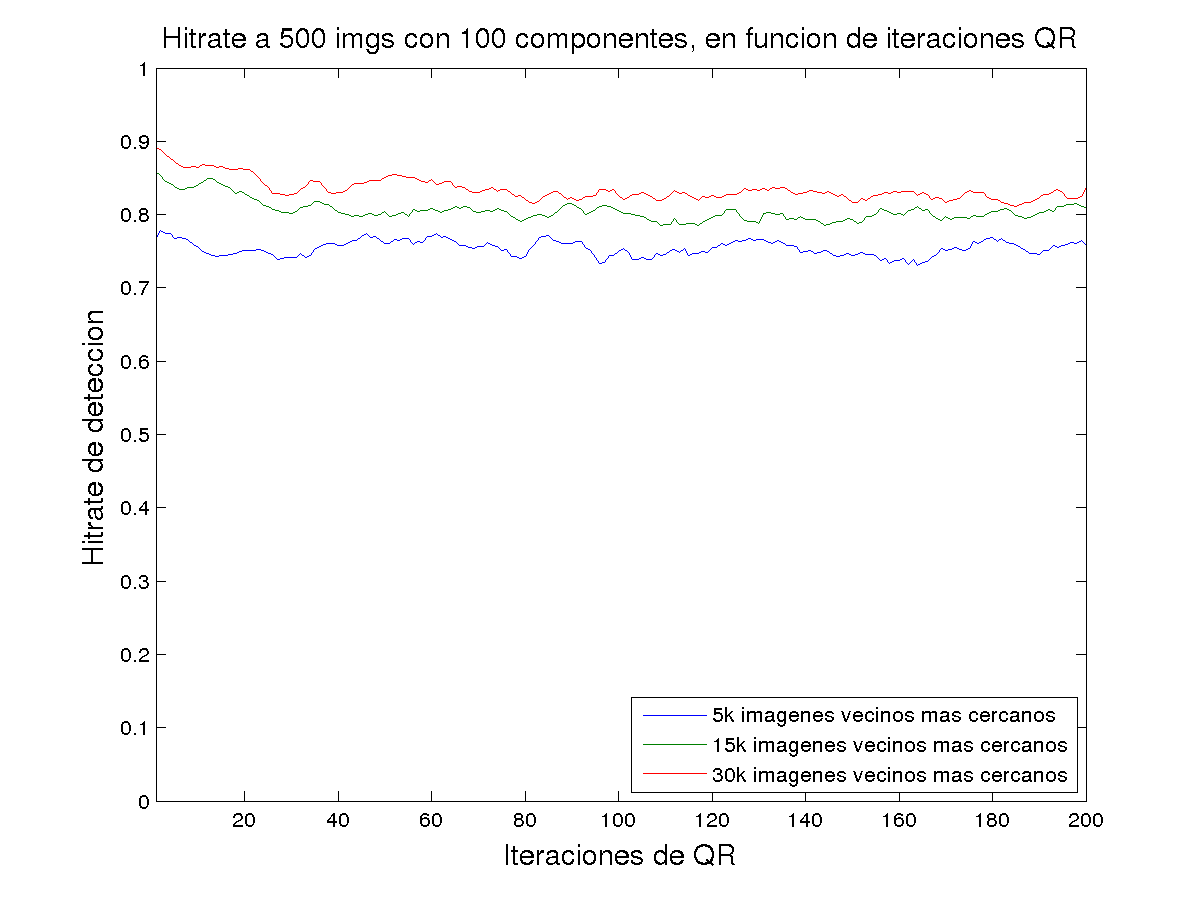 Hitrate a 500 imgs con 100 componentes, en funcion de iteraciones QR
1
0.9
0.8
0.7
0.6
0.5
0.4
0.3
0.2
0.1
0
Hitrate de deteccion
5k imagenes vecinos mas cercanos
15k imagenes vecinos mas cercanos
30k imagenes vecinos mas cercanos
20 40 60 80 100 120 140 160 180 200
Iteraciones de QR